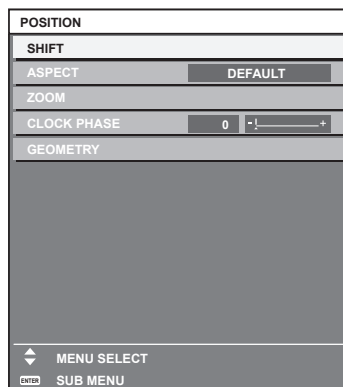 POSITION
SHIFT
ASPECT DEFAULT
ZOOM
CLOCK PHASE 0 - +
GEOMETRY
MENU SELECT
ENTER SUB MENU